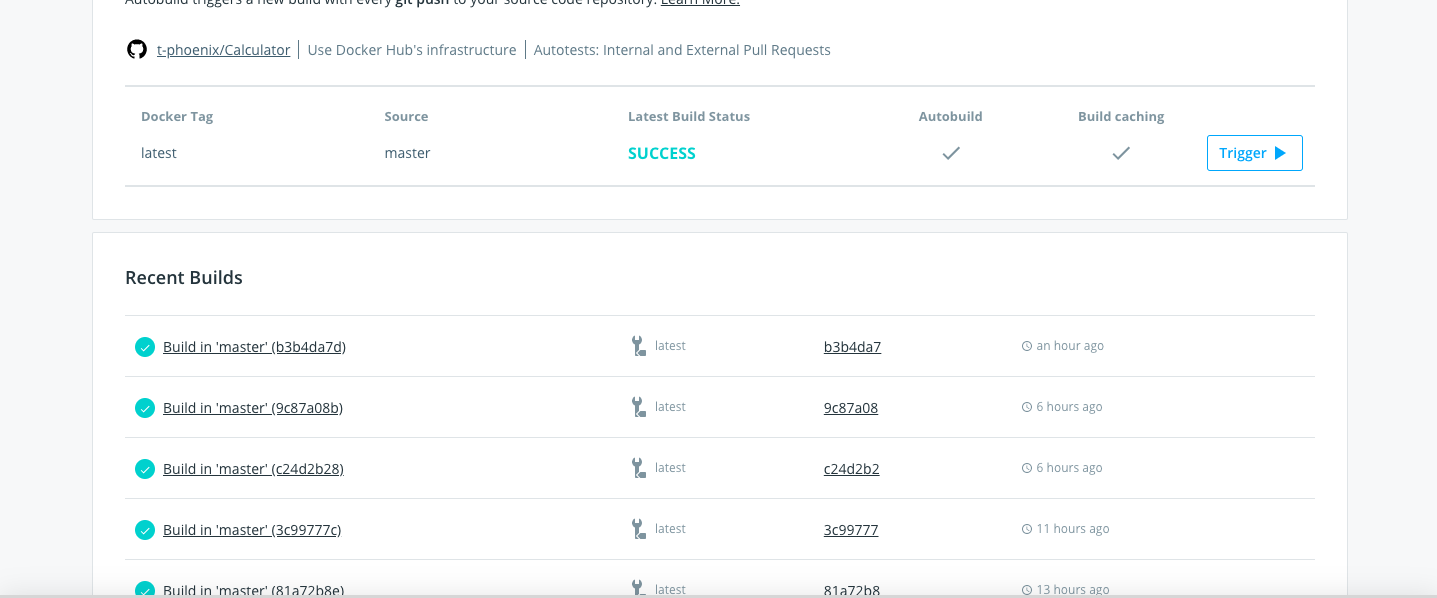 Autobuild triggers a new build with every git push to your source code repository. Learn More.
t-phoenix/Calculator Use Docker Hub's infrastructure Autotests: Internal and External Pull Requests
Docker Tag Source Latest Build Status Autobuild Build caching
latest master SUCCESS Trigger
Recent Builds
Build in 'master' (b3b4da7d) latest b3b4da7 an hour ago
Build in 'master' (9c87a08b) latest 9c87a08 6 hours ago
Build in 'master' (c24d2b28) latest c24d2b2 6 hours ago
Build in 'master' (3c99777c) latest 3c99777 11 hours ago
Build in 'master' (81a72b8e) latest 81a72b8 13 hours ago